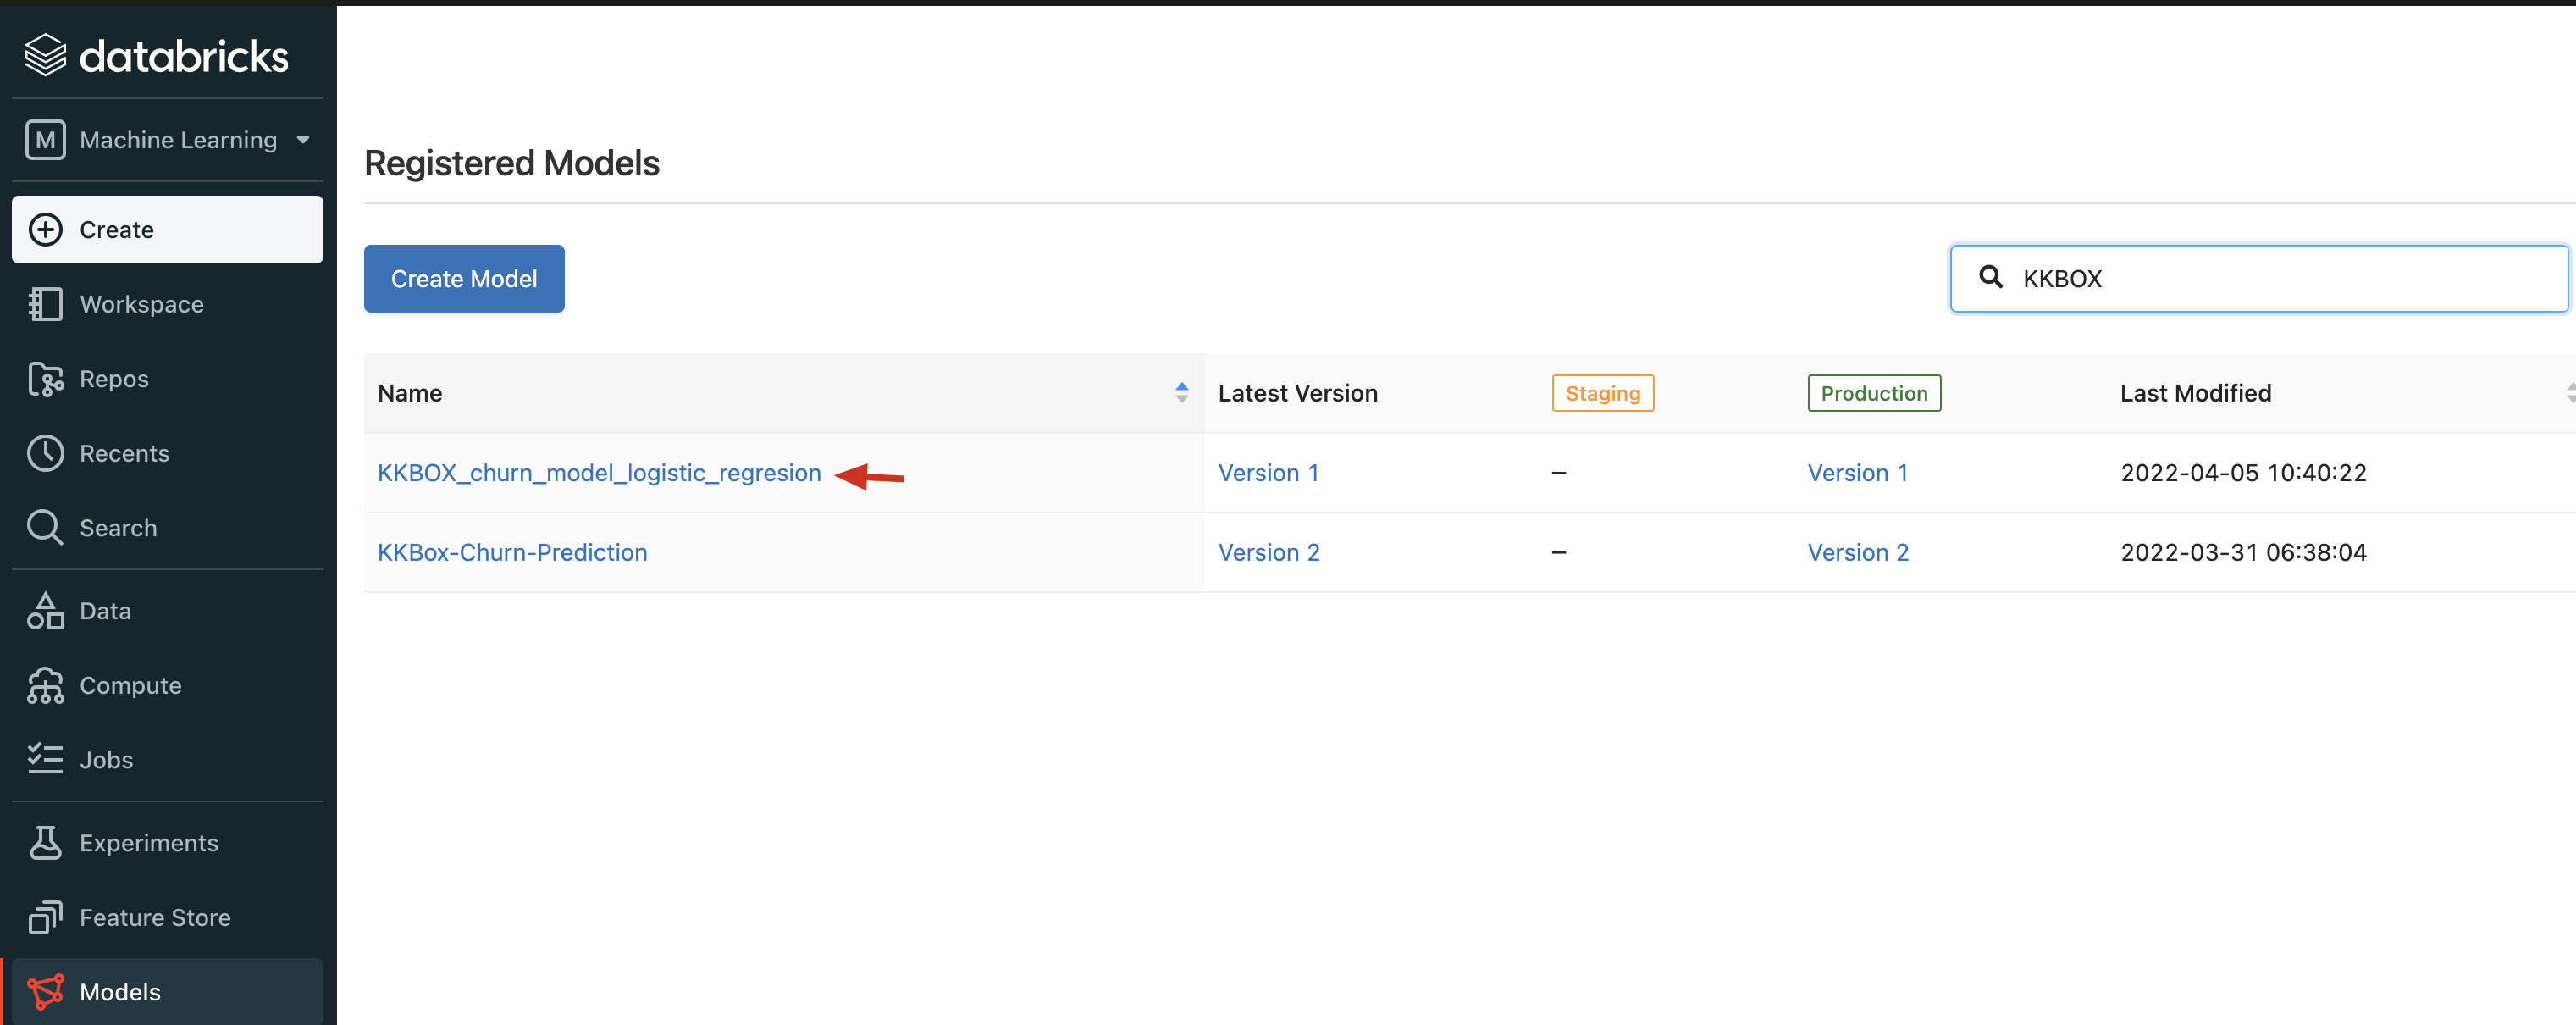 databricks
M Machine Learning
Create
Workspace
Repos
Recents
Search
Data
Compute
Jobs
Experiments
Feature Store
Models
Registered Models
Create Model
KKBOX
Name Latest Version Staging Production Last Modified
KKBOX_churn_model_logistic_regresion Version 1 – Version 1 2022-04-05 10:40:22
KKBox-Churn-Prediction Version 2 – Version 2 2022-03-31 06:38:04